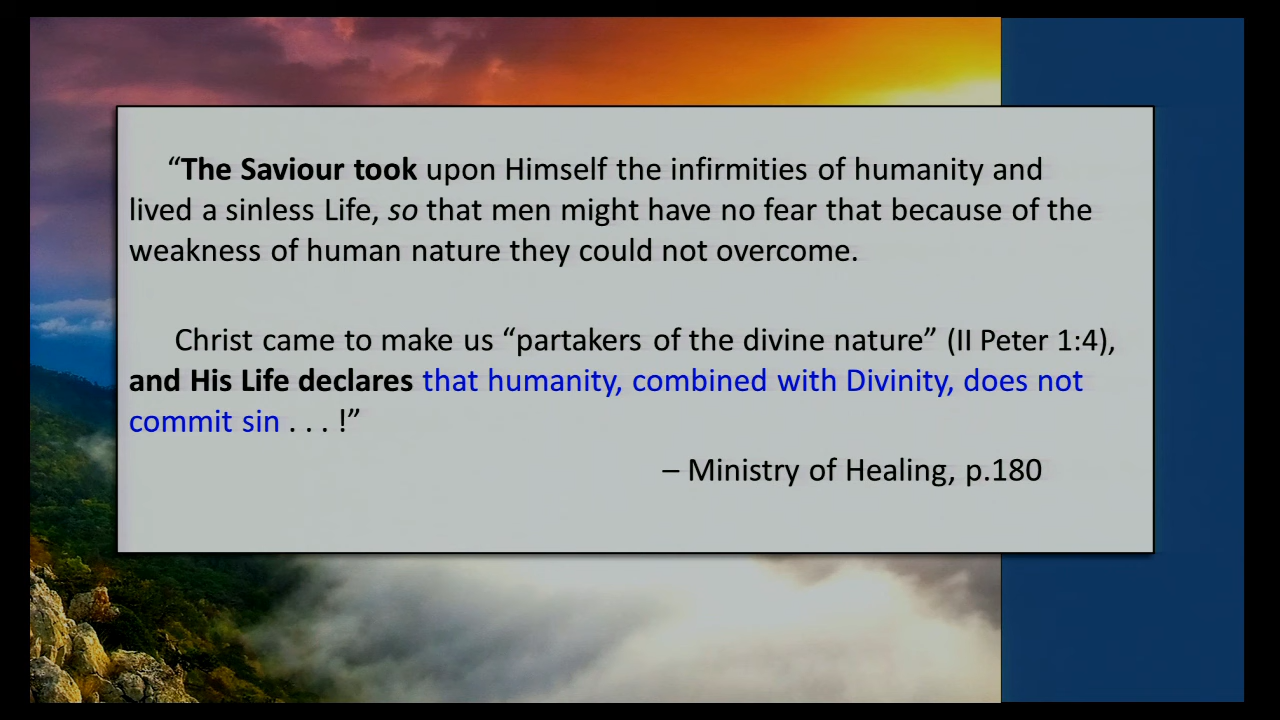 “The Saviour took upon Himself the infirmities of humanity and
lived a sinless Life, so that men might have no fear that because of the
weakness of human nature they could not overcome.
Christ came to make us “partakers of the divine nature” (II Peter 1:4),
and His Life declares that humanity, combined with Divinity, does not
commit sin . . . !”
– Ministry of Healing, p.180